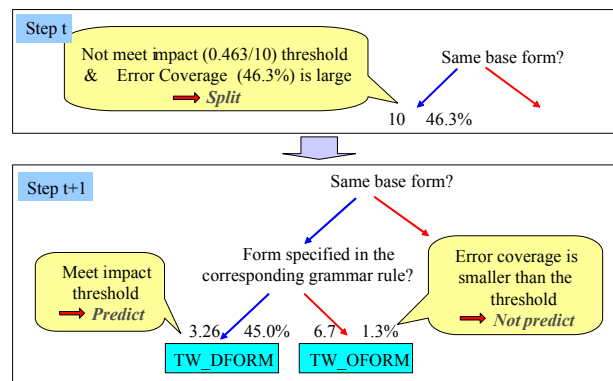 Step t
Not meet impact (0.463/10) threshold
& Error Coverage (46.3%) is large
Split
Same base form?
10 46.3%
Step t+1
Same base form?
Form specified in the
corresponding grammar rule?
Meet impact
threshold
Predict
Error coverage is
smaller than the
threshold
Not predict
3.26 45.0% 6.7 1.3%
TW_DFORM TW_OFORM